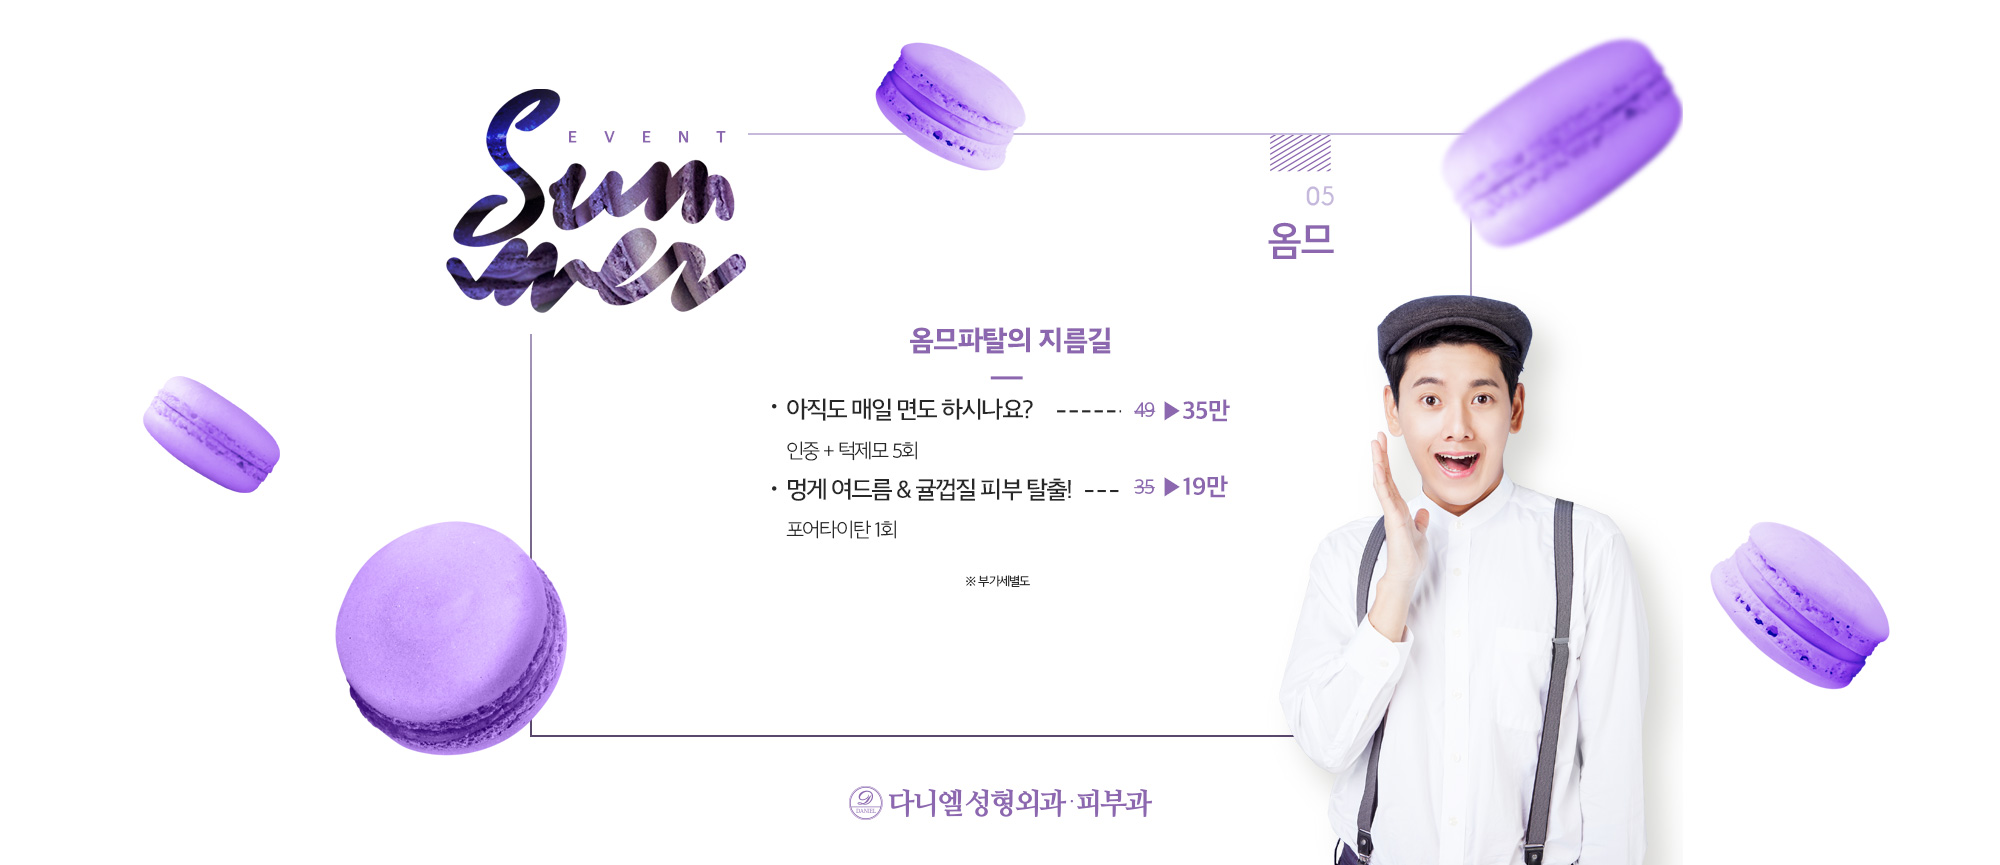 EVENT
Summer
05
옴므
옴므파탈의 지름길
· 아직도 매일 면도 하시나요? ------ 49 ▶35만
인중 + 턱제모 5회
· 멍게 여드름 & 귤껍질 피부 탈출! --- 35 ▶19만
포어타이탄 1회
※ 부가세별도
D DANIEL 다니엘성형외과·피부과